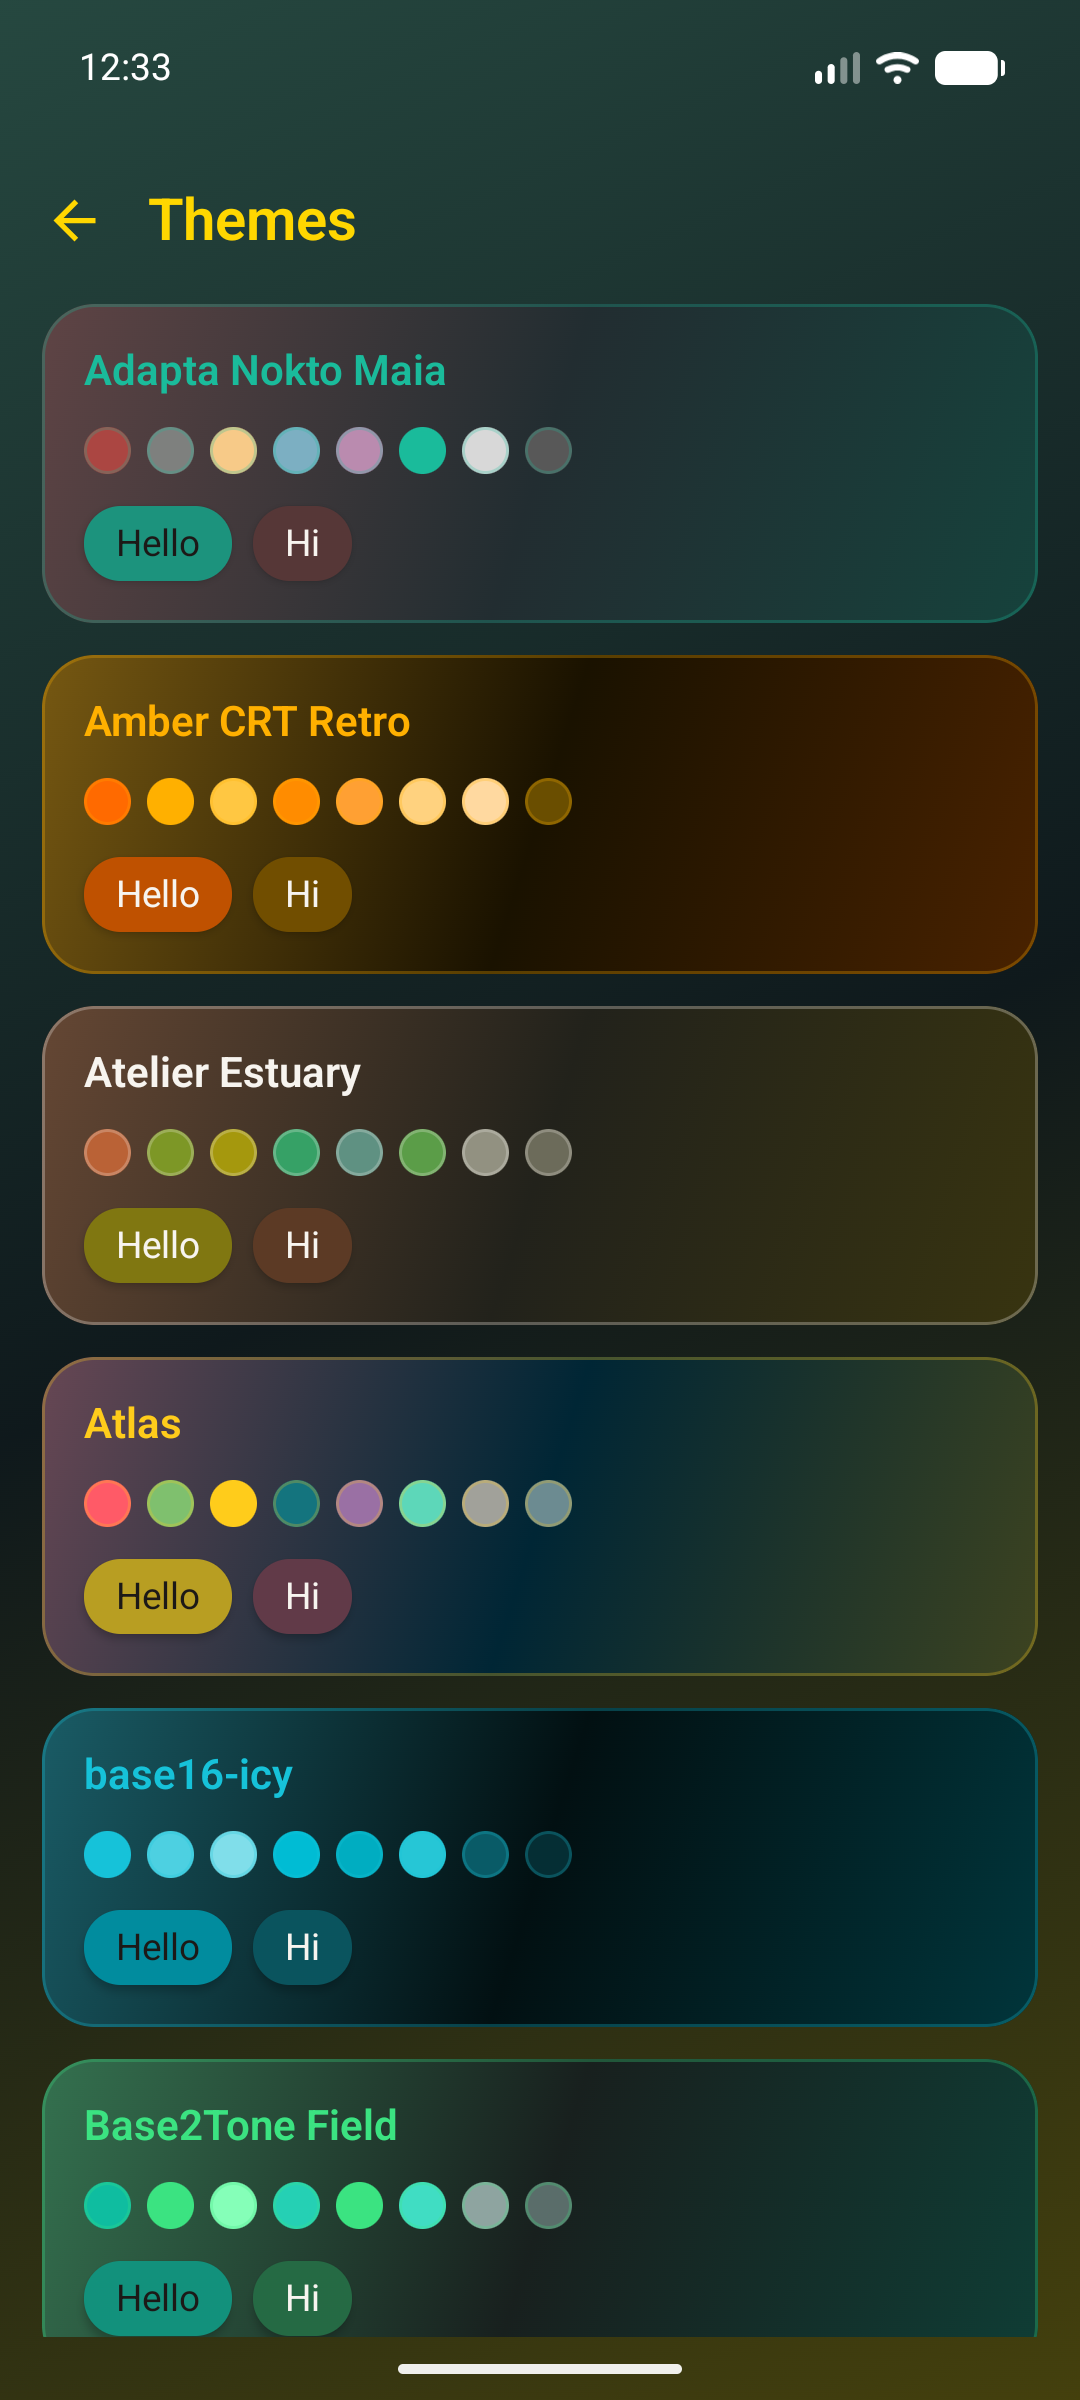 12:33
Themes
Adapta Nokto Maia
Hello Hi
Amber CRT Retro
Hello Hi
Atelier Estuary
Hello Hi
Atlas
Hello Hi
base16-icy
Hello Hi
Base2Tone Field
Hello Hi